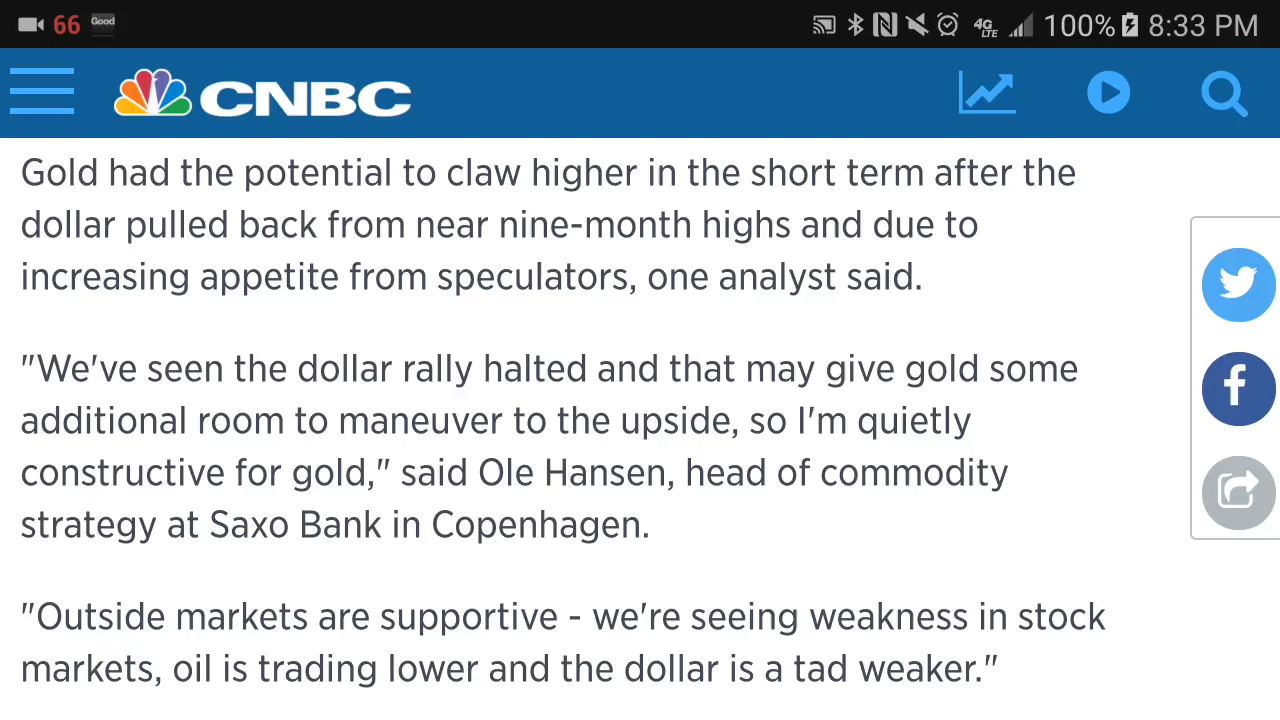 66 Good 4G LTE 100% 8:33 PM
CNBC
Gold had the potential to claw higher in the short term after the
dollar pulled back from near nine-month highs and due to
increasing appetite from speculators, one analyst said.
"We've seen the dollar rally halted and that may give gold some
additional room to maneuver to the upside, so I'm quietly
constructive for gold," said Ole Hansen, head of commodity
strategy at Saxo Bank in Copenhagen.
"Outside markets are supportive - we're seeing weakness in stock
markets, oil is trading lower and the dollar is a tad weaker."